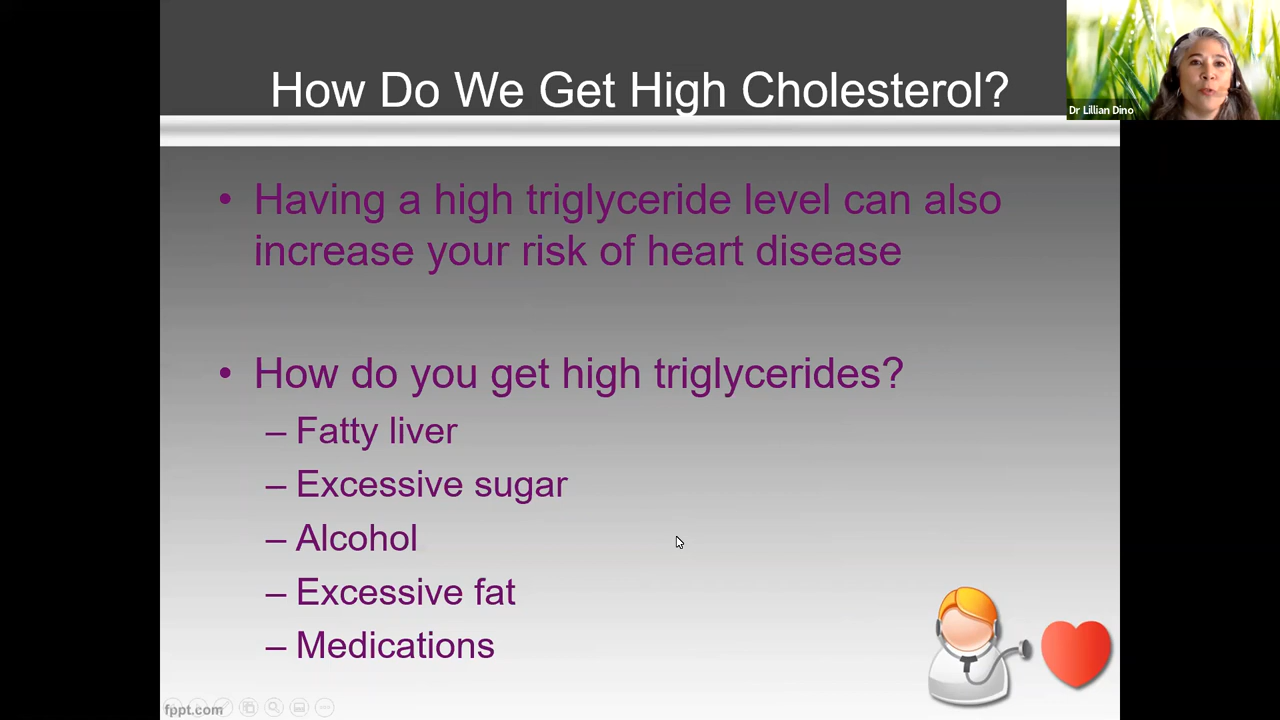 How Do We Get High Cholesterol?
Dr Lillian Dino
• Having a high triglyceride level can also
increase your risk of heart disease
• How do you get high triglycerides?
– Fatty liver
– Excessive sugar
– Alcohol
– Excessive fat
– Medications
fppt.com